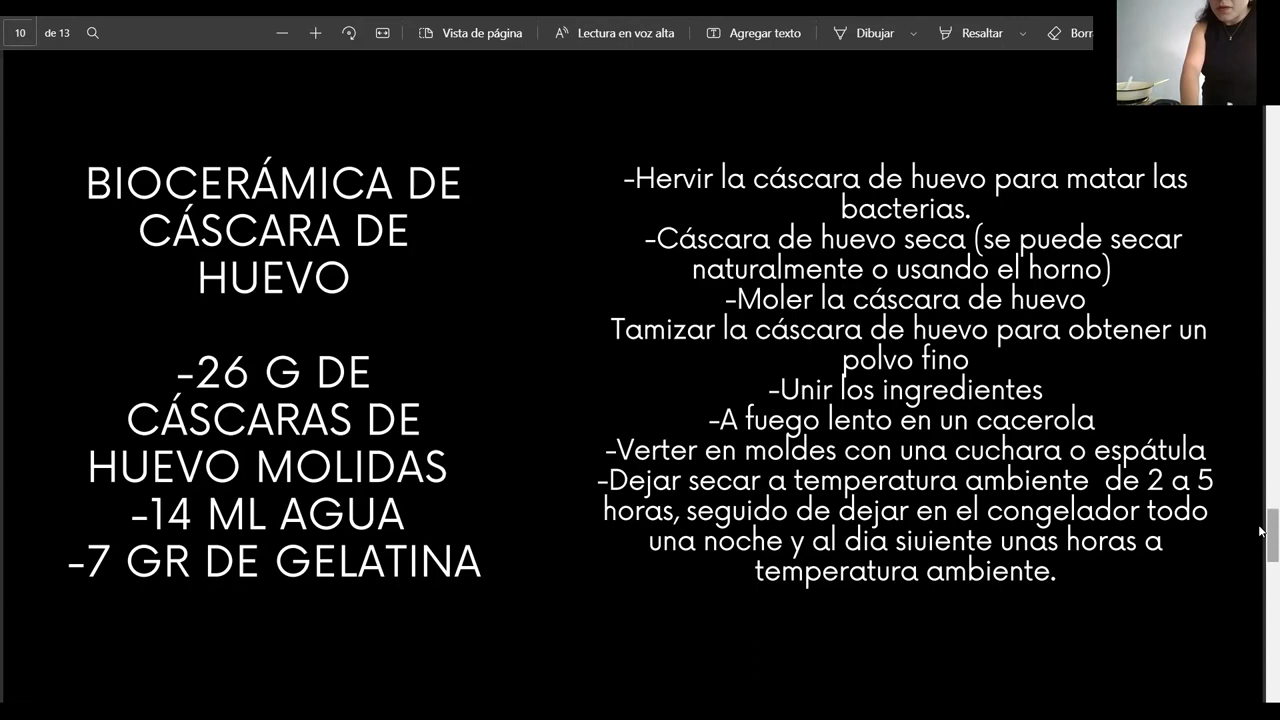 10
de 13
Vista de página
Lectura en voz alta
Agregar texto
Dibujar
Resaltar
Borr
BIOCERÁMICA DE
CÁSCARA DE
HUEVO
-26 G DE
CÁSCARAS DE
HUEVO MOLIDAS
-14 ML AGUA
-7 GR DE GELATINA
-Hervir la cáscara de huevo para matar las
bacterias.
-Cáscara de huevo seca (se puede secar
naturalmente o usando el horno)
-Moler la cáscara de huevo
Tamizar la cáscara de huevo para obtener un
polvo fino
-Unir los ingredientes
-A fuego lento en un cacerola
-Verter en moldes con una cuchara o espátula
-Dejar secar a temperatura ambiente de 2 a 5
horas, seguido de dejar en el congelador todo
una noche y al dia siuiente unas horas a
temperatura ambiente.